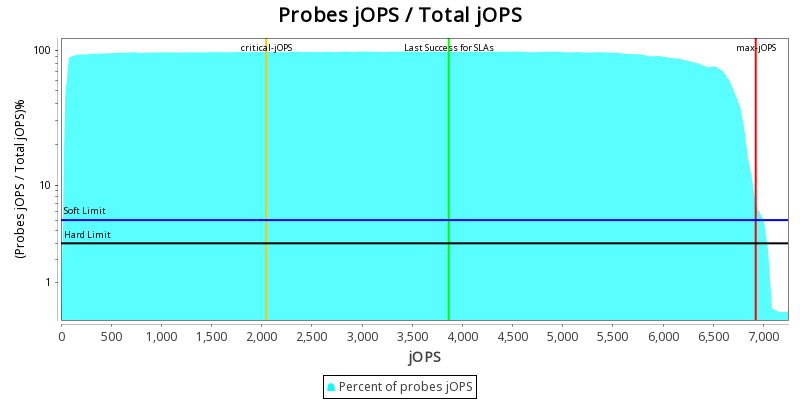 Probes jOPS / Total jOPS
(Probes jOPS / Total jOPS)%
100
10
1
critical-jOPS
Last Success for SLAs
max-jOPS
Soft Limit
Hard Limit
0 500 1,000 1,500 2,000 2,500 3,000 3,500 4,000 4,500 5,000 5,500 6,000 6,500 7,000
jOPS
Percent of probes jOPS